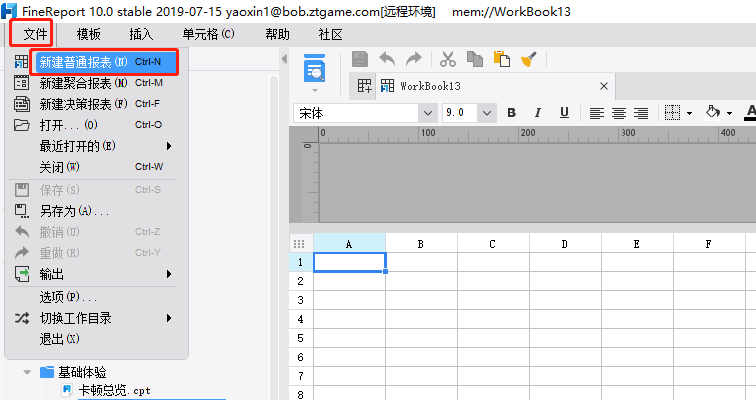 FineReport 10.0 stable 2019-07-15 yaoxin1@bob.ztgame.com[远程环境] mem://WorkBook13
文件 模板 插入 单元格(C) 帮助 社区
新建普通报表(N) Ctrl-N
新建聚合报表(M) Ctrl-M
新建决策报表(F) Ctrl-F
打开...(O) Ctrl-O
最近打开的(E)
关闭(W) Ctrl-W
保存(S) Ctrl-S
另存为(A)...
撤销(U) Ctrl-Z
重做(R) Ctrl-Y
输出
选项(P)...
切换工作目录
退出(X)
基础体验
卡顿总览.cpt
WorkBook13
宋体 9.0 B I U A
0 100 200 300 400
0
A B C D E F
1
2
3
4
5
6
7
8